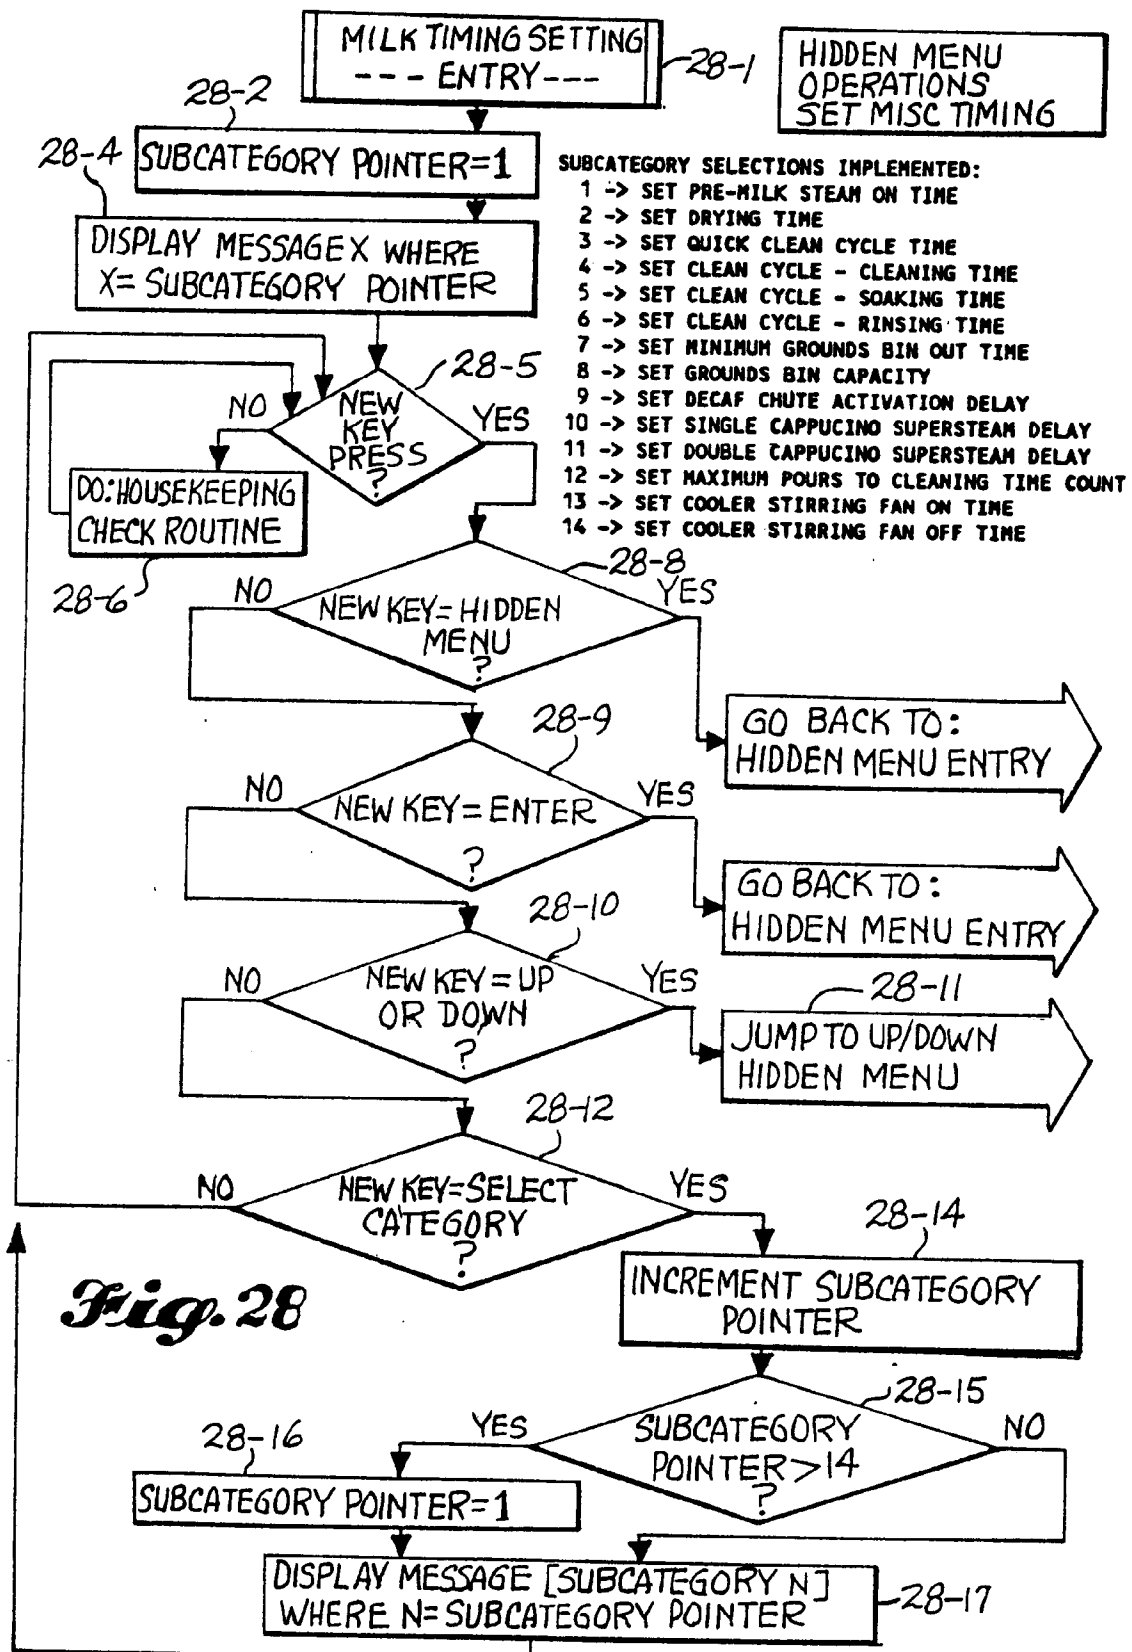 MILK TIMING SETTING
--- ENTRY ---
28-1
HIDDEN MENU
OPERATIONS
SET MISC TIMING
28-2
SUBCATEGORY POINTER=1
28-4
DISPLAY MESSAGE X WHERE
X= SUBCATEGORY POINTER
SUBCATEGORY SELECTIONS IMPLEMENTED:
1 -> SET PRE-MILK STEAM ON TIME
2 -> SET DRYING TIME
3 -> SET QUICK CLEAN CYCLE TIME
4 -> SET CLEAN CYCLE - CLEANING TIME
5 -> SET CLEAN CYCLE - SOAKING TIME
6 -> SET CLEAN CYCLE - RINSING TIME
7 -> SET MINIMUM GROUNDS BIN OUT TIME
8 -> SET GROUNDS BIN CAPACITY
9 -> SET DECAF CHUTE ACTIVATION DELAY
10 -> SET SINGLE CAPPUCINO SUPERSTEAM DELAY
11 -> SET DOUBLE CAPPUCINO SUPERSTEAM DELAY
12 -> SET MAXIMUM POURS TO CLEANING TIME COUNT
13 -> SET COOLER STIRRING FAN ON TIME
14 -> SET COOLER STIRRING FAN OFF TIME
28-5
NO
NEW
KEY
PRESS
?
YES
DO:HOUSEKEEPING
CHECK ROUTINE
28-6
28-8
NO
NEW KEY=HIDDEN
MENU
?
YES
GO BACK TO:
HIDDEN MENU ENTRY
28-9
NO
NEW KEY=ENTER
?
YES
GO BACK TO:
HIDDEN MENU ENTRY
28-10
NO
NEW KEY=UP
OR DOWN
?
YES
28-11
JUMP TO UP/DOWN
HIDDEN MENU
28-12
NO
NEW KEY=SELECT
CATEGORY
?
YES
28-14
INCREMENT SUBCATEGORY
POINTER
Fig. 28
28-15
YES
SUBCATEGORY
POINTER>14
?
NO
28-16
SUBCATEGORY POINTER=1
DISPLAY MESSAGE [SUBCATEGORY N]
WHERE N=SUBCATEGORY POINTER
28-17